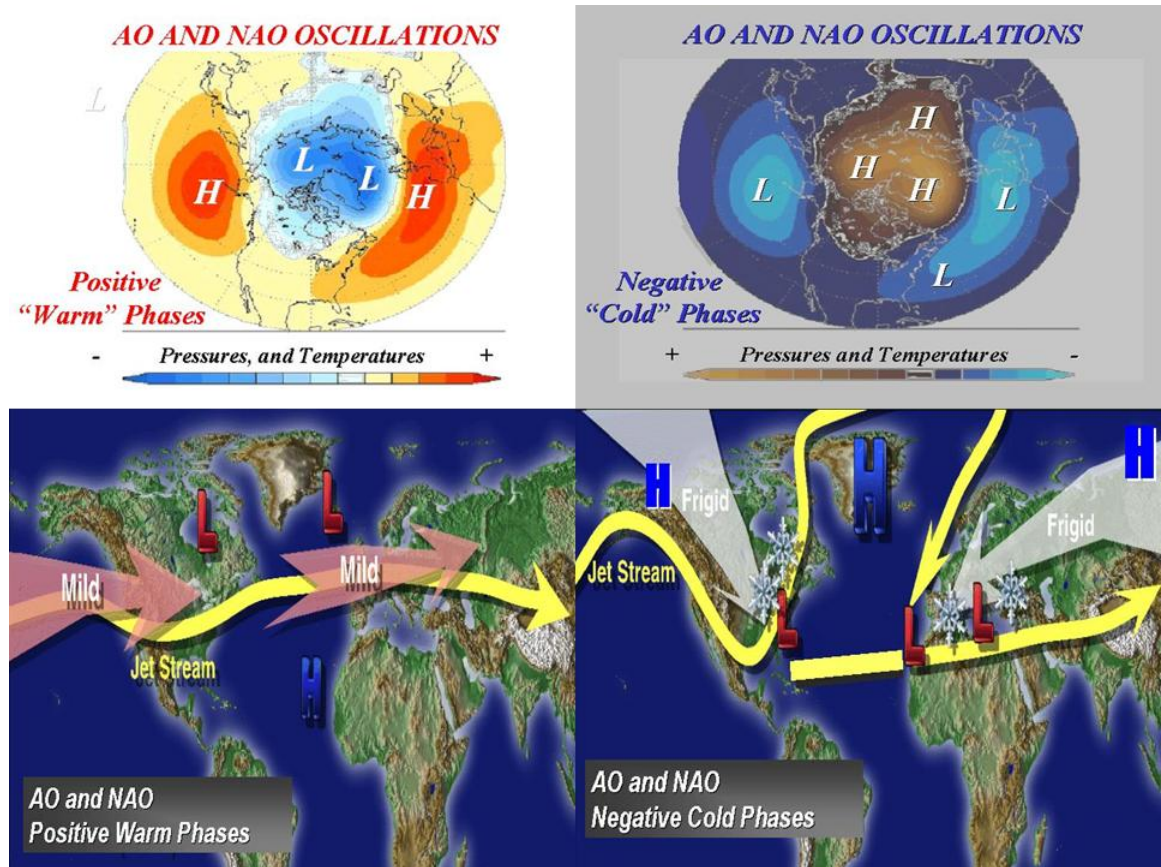 AO AND NAO OSCILLATIONS
L
H
L
L
H
Positive
“Warm” Phases
- Pressures, and Temperatures +
AO AND NAO OSCILLATIONS
H
H
H
L
L
L
Negative
“Cold” Phases
+ Pressures and Temperatures -
L
L
Mild
Mild
Jet Stream
H
AO and NAO
Positive Warm Phases
H
H
H
Frigid
Frigid
Jet Stream
L
L
L
AO and NAO
Negative Cold Phases